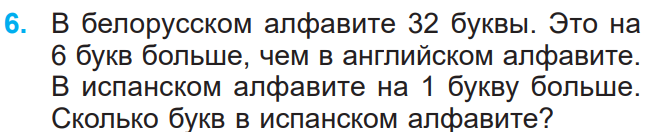 6. В белорусском алфавите 32 буквы. Это на
6 букв больше, чем в английском алфавите.
В испанском алфавите на 1 букву больше.
Сколько букв в испанском алфавите?